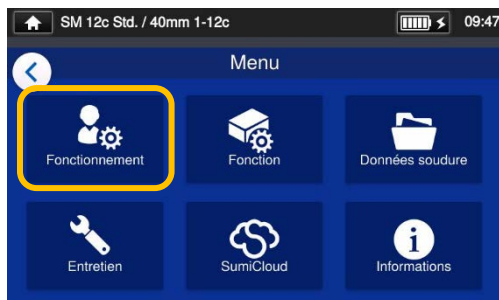 SM 12c Std. / 40mm 1-12c 09:47
Menu
Fonctionnement Fonction Données soudure
Entretien SumiCloud Informations